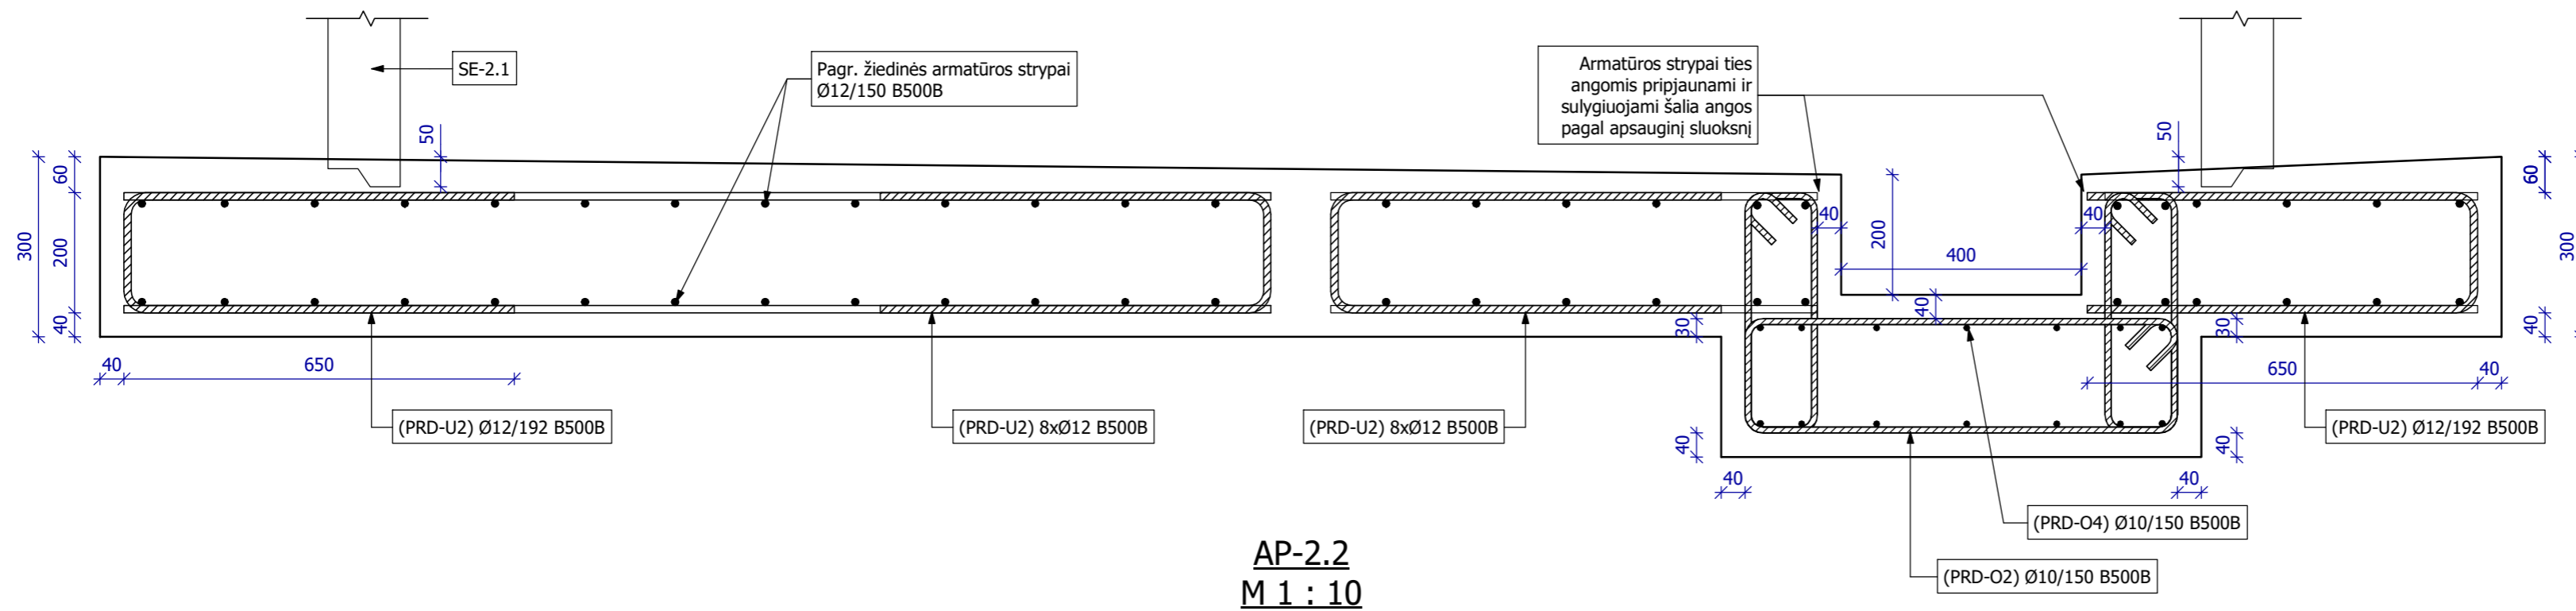 SE-2.1
Pagr. žiedinės armatūros strypai
Ø12/150 B500B
Armatūros strypai ties
angomis pripjaunami ir
sulygiuojami šalia angos
pagal apsauginį sluoksnį
50
60
300
200
40
40
650
40
200
400
40
40
50
60
300
200
40
30
30
650
40
(PRD-U2) Ø12/192 B500B
(PRD-U2) 8xØ12 B500B
(PRD-U2) 8xØ12 B500B
(PRD-U2) Ø12/192 B500B
40
40
40
40
(PRD-O4) Ø10/150 B500B
(PRD-O2) Ø10/150 B500B
AP-2.2
M 1 : 10